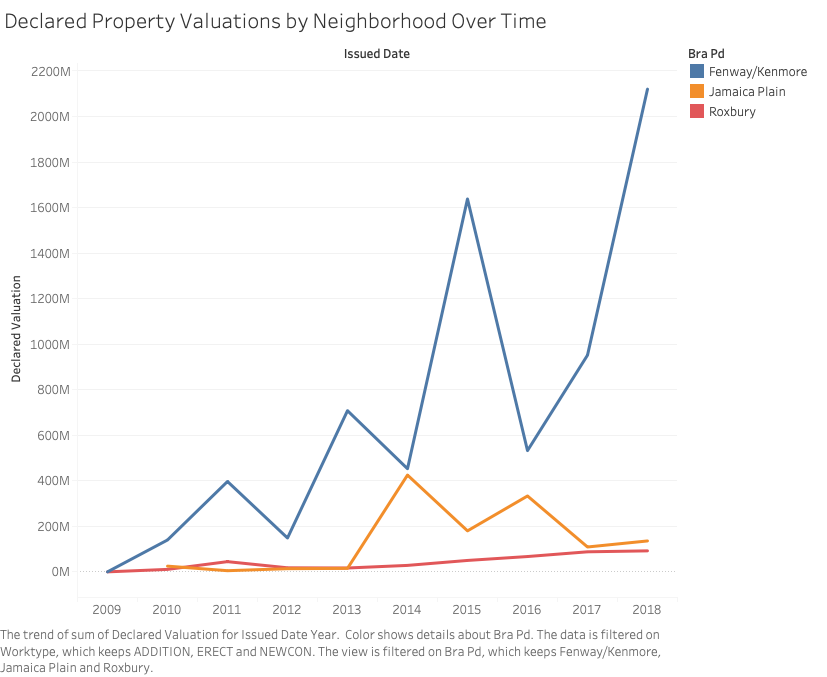 Declared Property Valuations by Neighborhood Over Time
Issued Date
Bra Pd
Fenway/Kenmore
Jamaica Plain
Roxbury
Declared Valuation
2200M
2000M
1800M
1600M
1400M
1200M
1000M
800M
600M
400M
200M
0M
2009 2010 2011 2012 2013 2014 2015 2016 2017 2018
The trend of sum of Declared Valuation for Issued Date Year.  Color shows details about Bra Pd. The data is filtered on
Worktype, which keeps ADDITION, ERECT and NEWCON. The view is filtered on Bra Pd, which keeps Fenway/Kenmore,
Jamaica Plain and Roxbury.